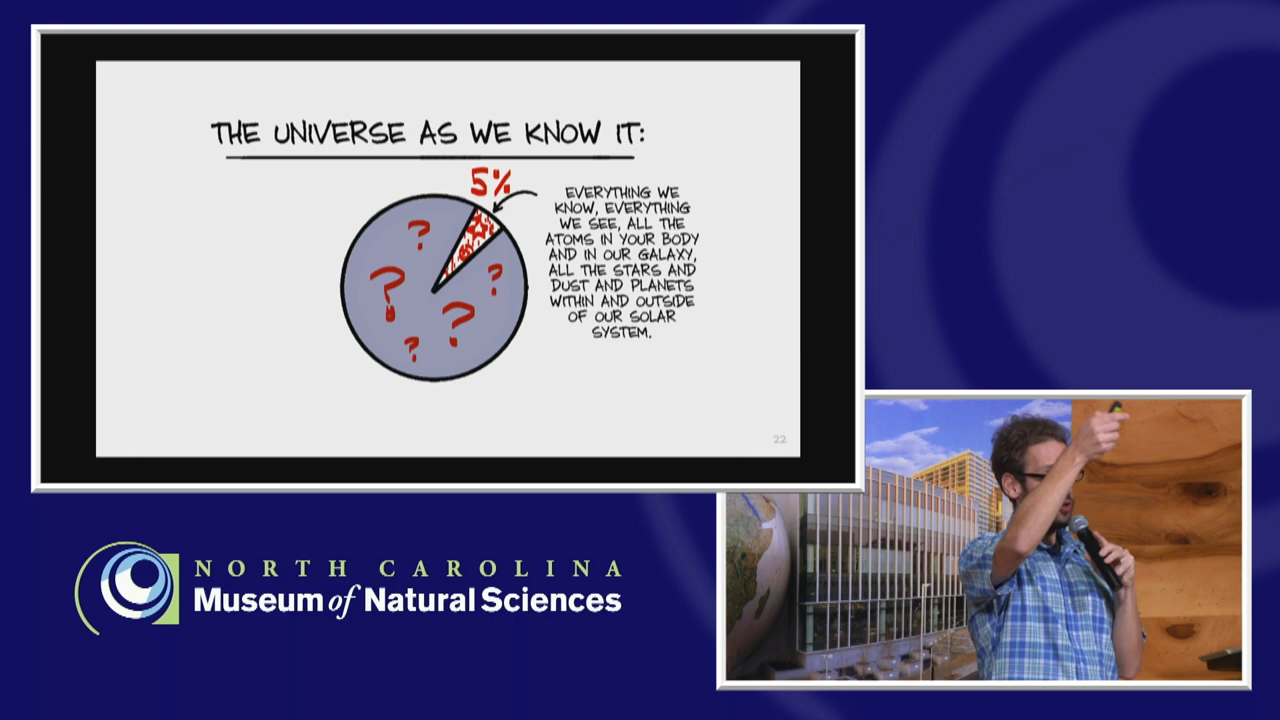 THE UNIVERSE AS WE KNOW IT:
5%
EVERYTHING WE
KNOW, EVERYTHING
WE SEE, ALL THE
ATOMS IN YOUR BODY
AND IN OUR GALAXY,
ALL THE STARS AND
DUST AND PLANETS
WITHIN AND OUTSIDE
OF OUR SOLAR
SYSTEM.
?
?
?
?
?
22
NORTH CAROLINA
Museum of Natural Sciences